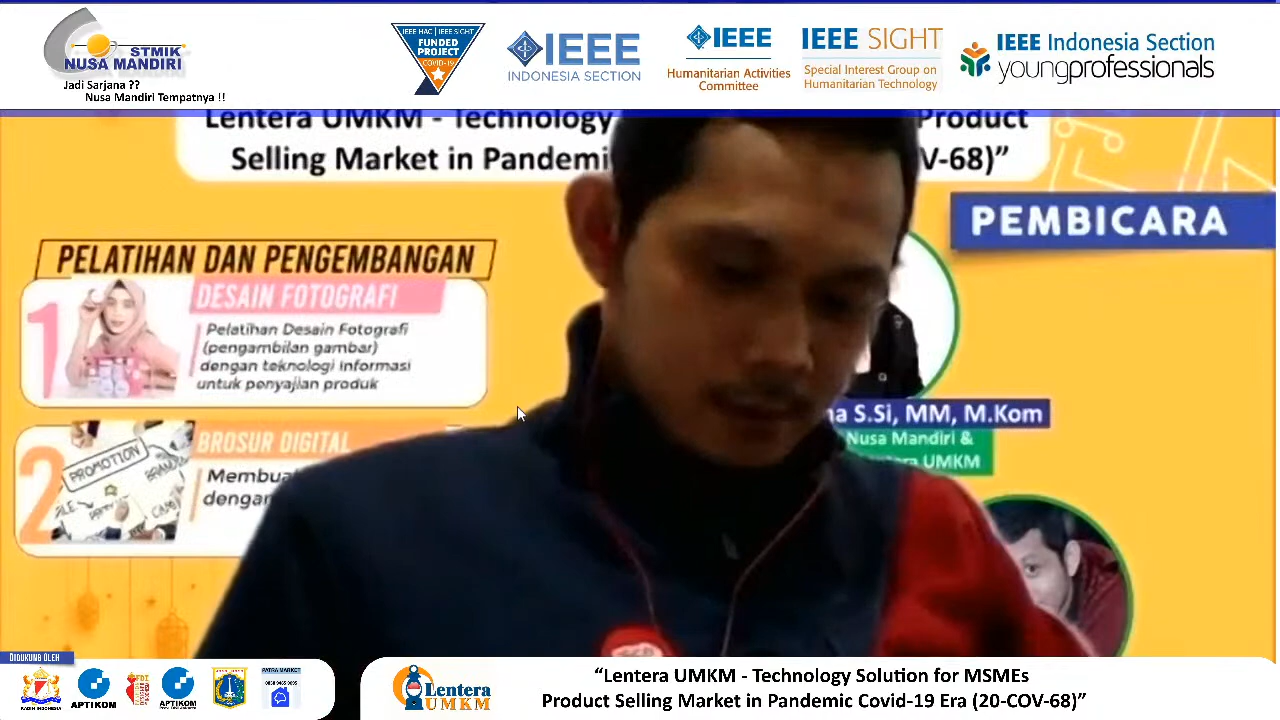 STMIK
NUSA MANDIRI
Jadi Sarjana ??
Nusa Mandiri Tempatnya !!
IEEE HAC | IEEE SIGHT
FUNDED
PROJECT
COVID-19
IEEE
INDONESIA SECTION
IEEE
Humanitarian Activities
Committee
IEEE SIGHT
Special Interest Group on
Humanitarian Technology
IEEE Indonesia Section
youngprofessionals
Lentera UMKM - Technology Product
Selling Market in Pandemi V-68)”
PEMBICARA
PELATIHAN DAN PENGEMBANGAN
1
DESAIN FOTOGRAFI
Pelatihan Desain Fotografi
(pengambilan gambar)
dengan teknologi informasi
untuk penyajian produk
2
PROMOTION
BROSUR DIGITAL
Membua
denga
na S.Si, MM, M.Kom
Nusa Mandiri &
UMKM
DIDUKUNG OLEH
KADIN INDONESIA
APTIKOM
APTIKOM
PATRA MARKET
Lentera
UMKM
“Lentera UMKM - Technology Solution for MSMEs
Product Selling Market in Pandemic Covid-19 Era (20-COV-68)”